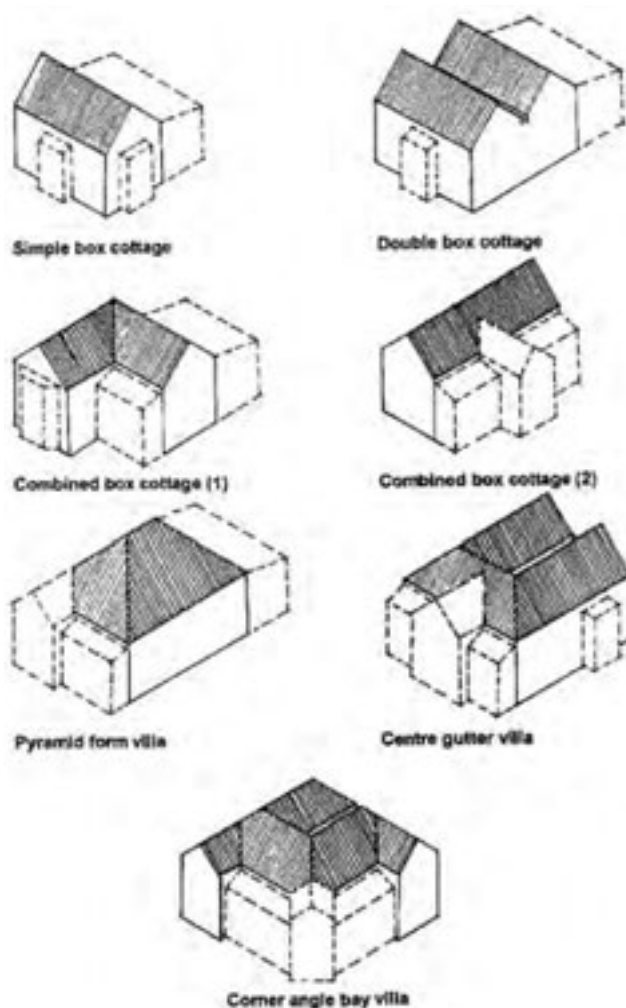 Simple box cottage
Double box cottage
Combined box cottage (1)
Combined box cottage (2)
Pyramid form villa
Centre gutter villa
Corner angle bay villa